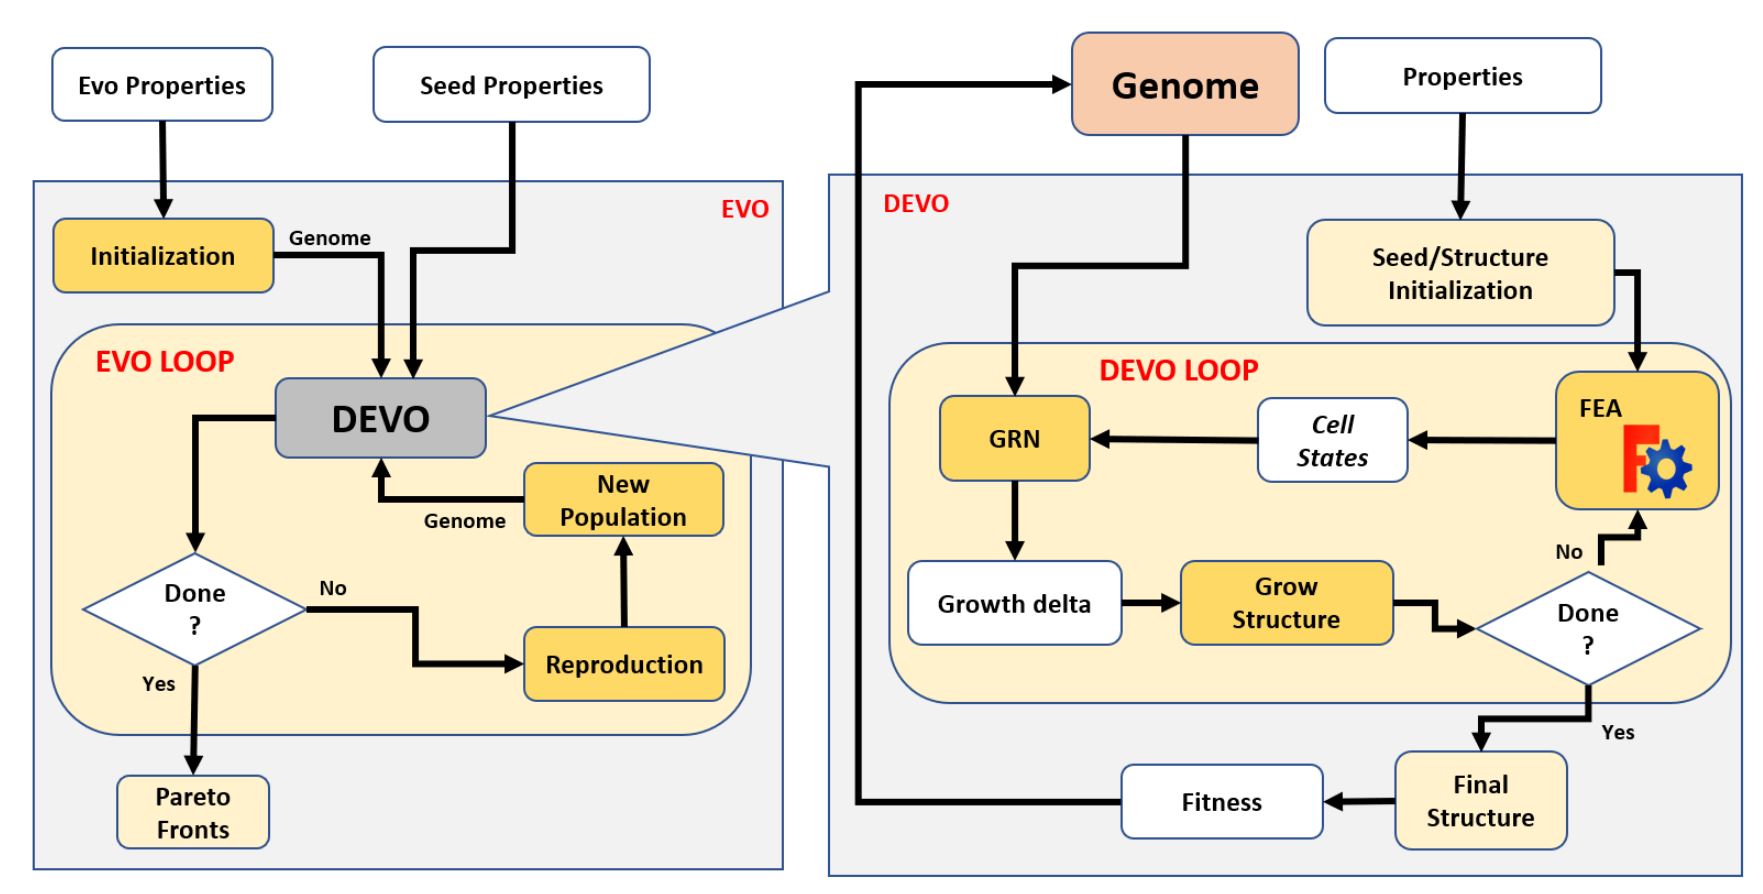 Evo Properties
Seed Properties
EVO
Initialization
Genome
EVO LOOP
DEVO
New
Population
Genome
Done
?
No
Reproduction
Yes
Pareto
Fronts
Genome
Properties
DEVO
Seed/Structure
Initialization
DEVO LOOP
FEA
F
Cell
States
GRN
Growth delta
Grow
Structure
No
Done
?
Yes
Final
Structure
Fitness